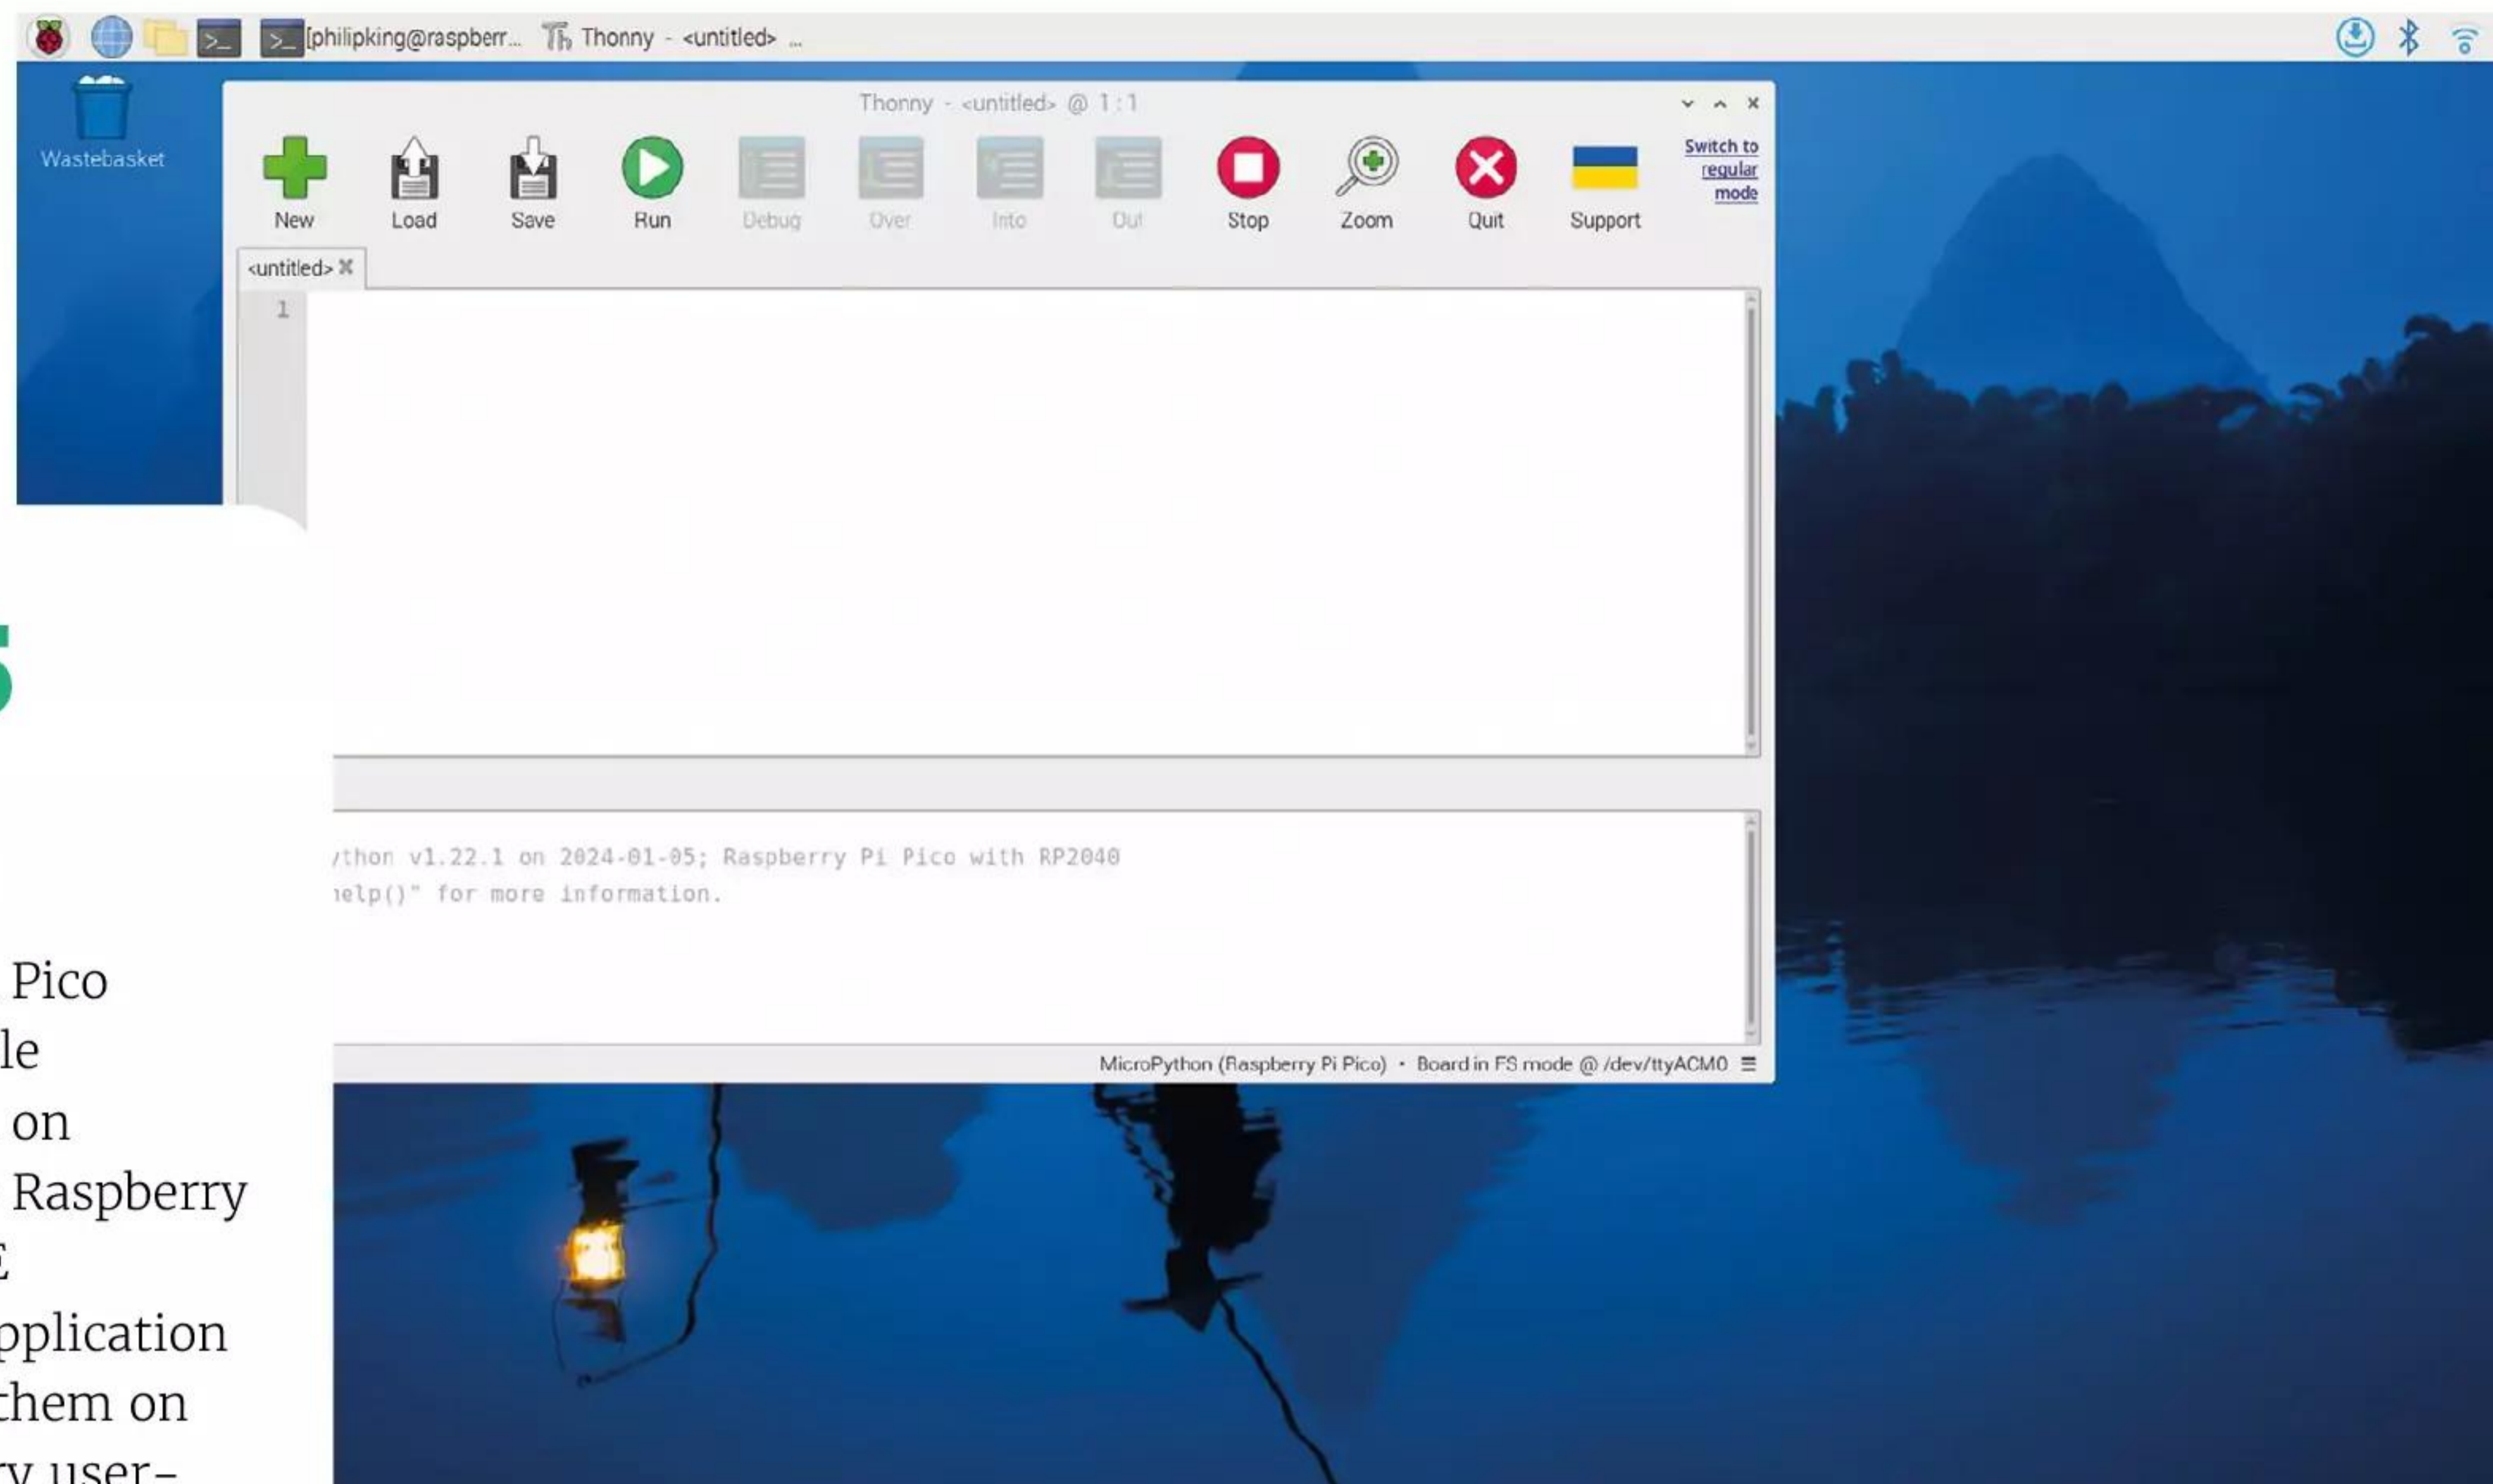 [philipking@raspberr... Thonny - <untitled> ...
Wastebasket
Thonny - <untitled> @ 1:1
New Load Save Run Debug Over Into Out Stop Zoom Quit Support
Switch to
regular
mode
<untitled>
1
5
v1.22.1 on 2024-01-05; Raspberry Pi Pico with RP2040
for more information.
MicroPython (Raspberry Pi Pico) • Board in FS mode @ /dev/ttyACM0
Pico
le
on
Raspberry
E
pplication
them on
ry user-